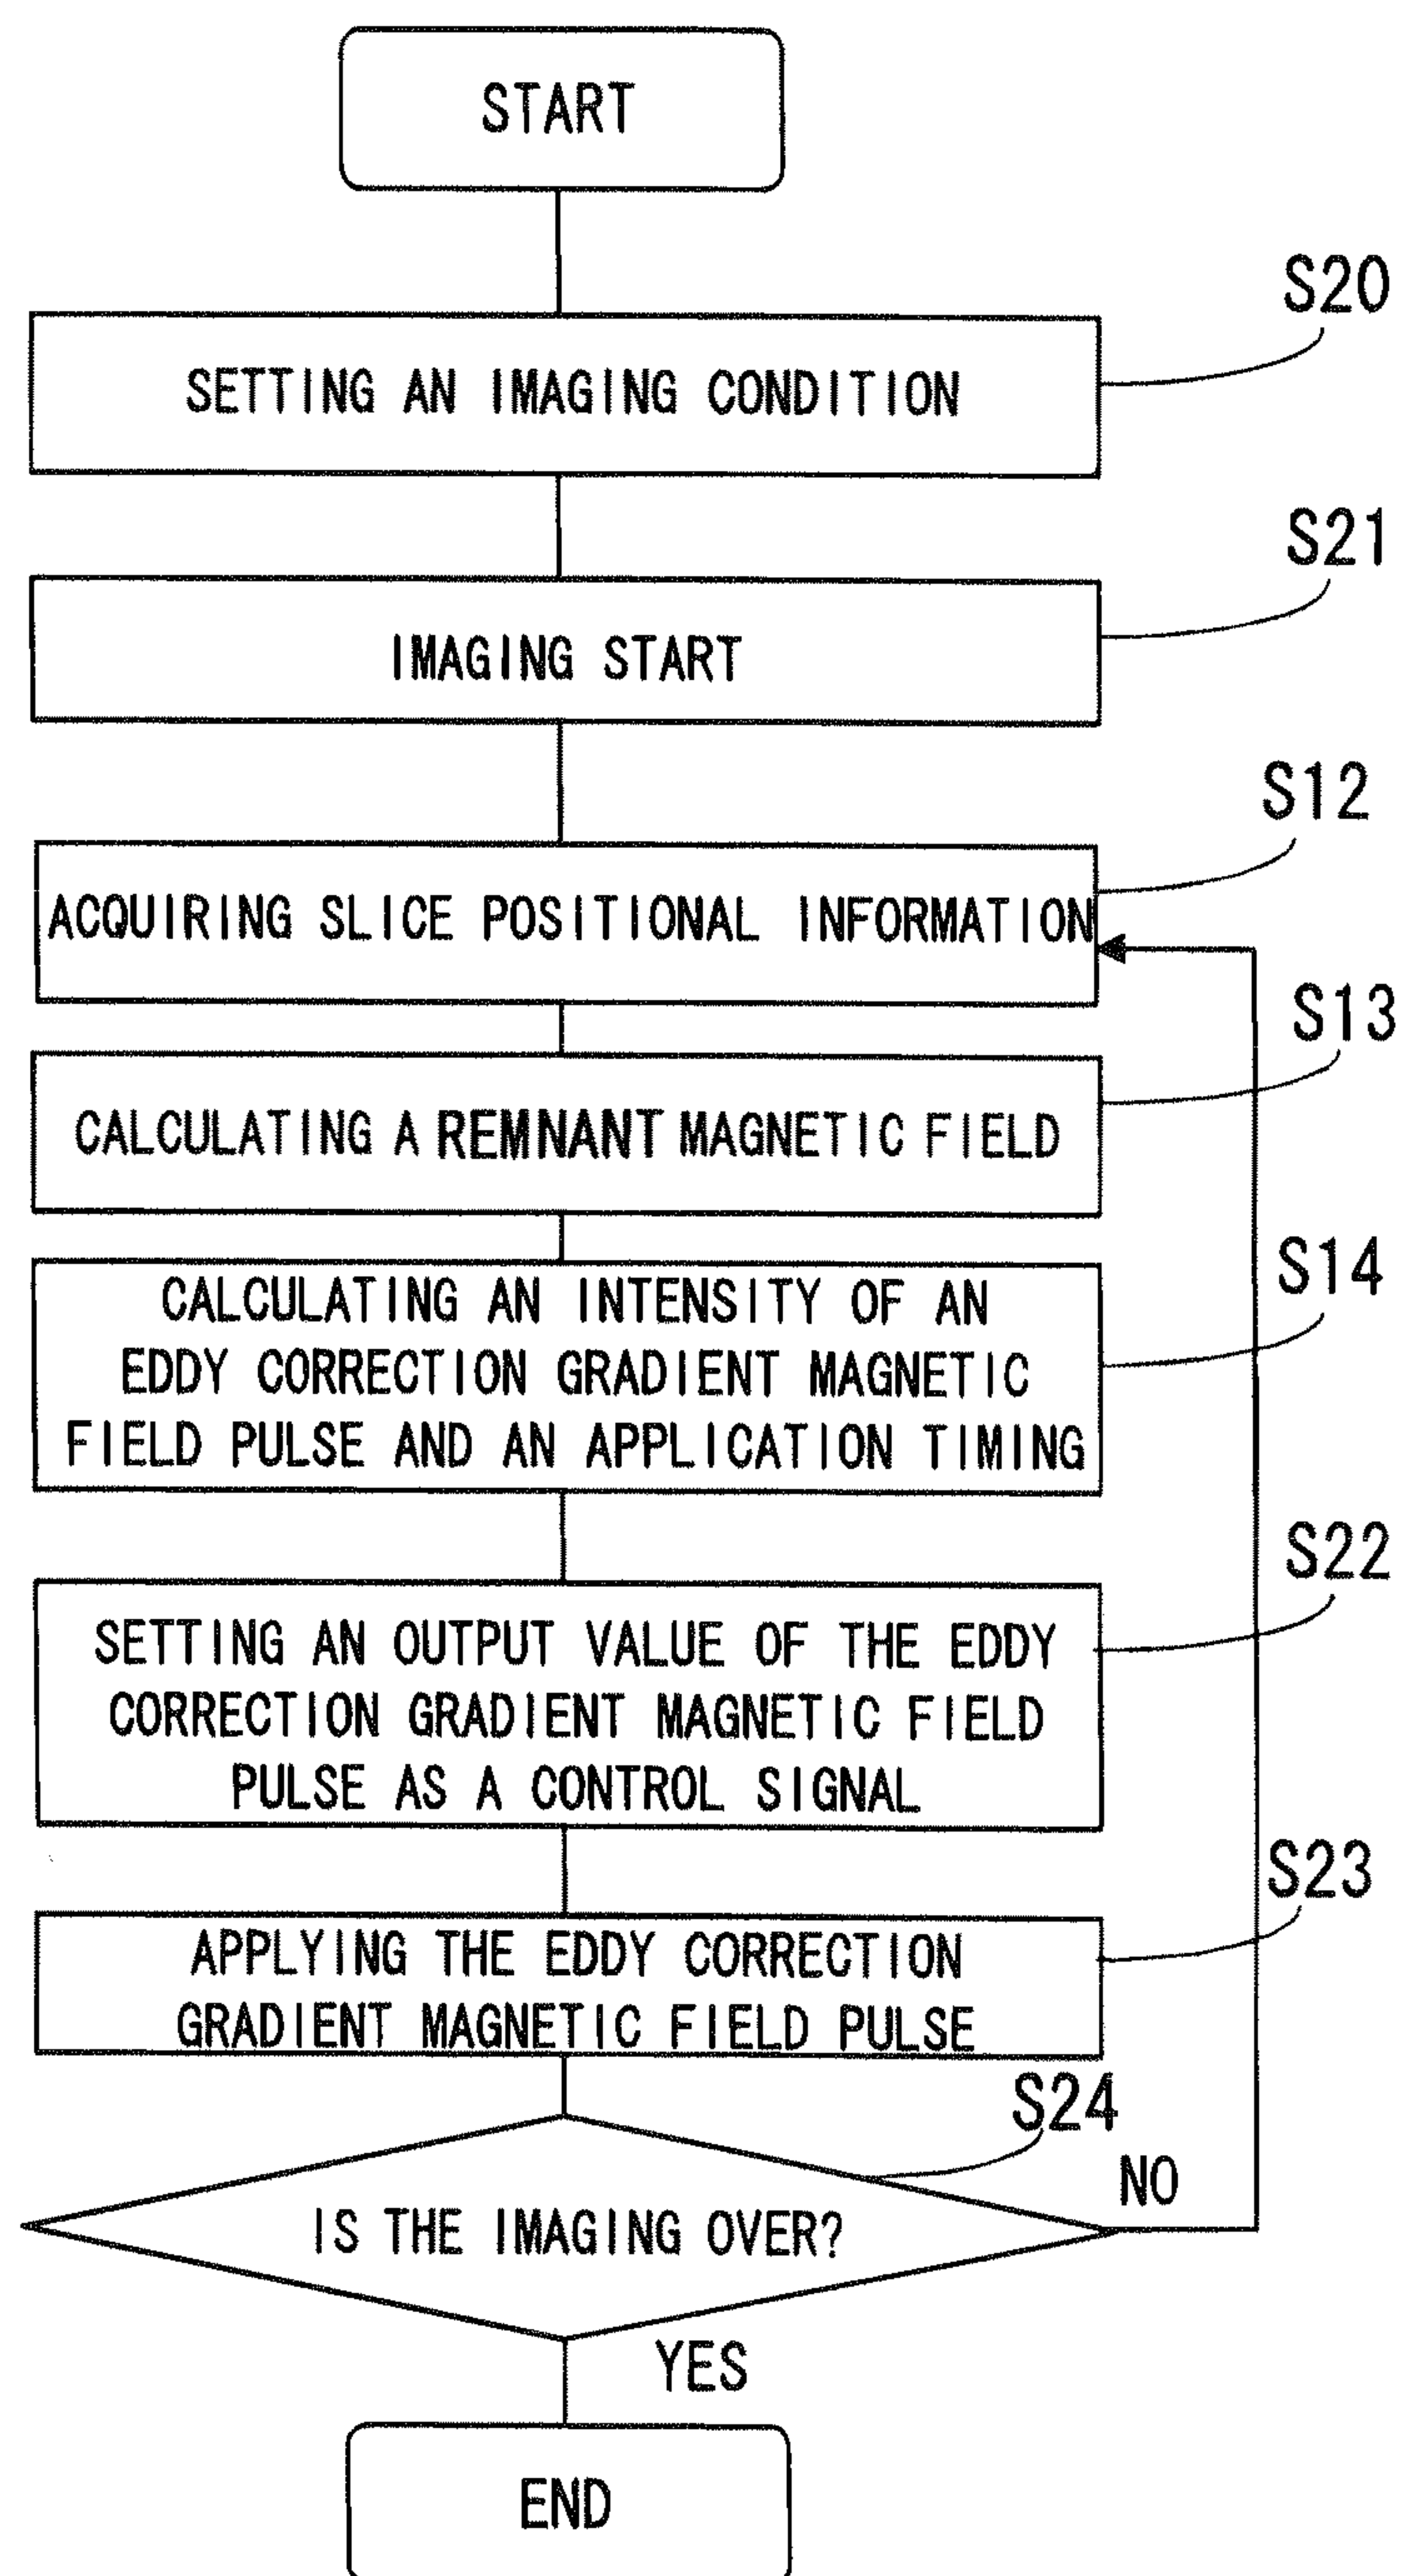 START
S20
SETTING AN IMAGING CONDITION
S21
IMAGING START
S12
ACQUIRING SLICE POSITIONAL INFORMATION
S13
CALCULATING A REMNANT MAGNETIC FIELD
S14
CALCULATING AN INTENSITY OF AN
EDDY CORRECTION GRADIENT MAGNETIC
FIELD PULSE AND AN APPLICATION TIMING
S22
SETTING AN OUTPUT VALUE OF THE EDDY
CORRECTION GRADIENT MAGNETIC FIELD
PULSE AS A CONTROL SIGNAL
S23
APPLYING THE EDDY CORRECTION
GRADIENT MAGNETIC FIELD PULSE
S24
NO
IS THE IMAGING OVER?
YES
END